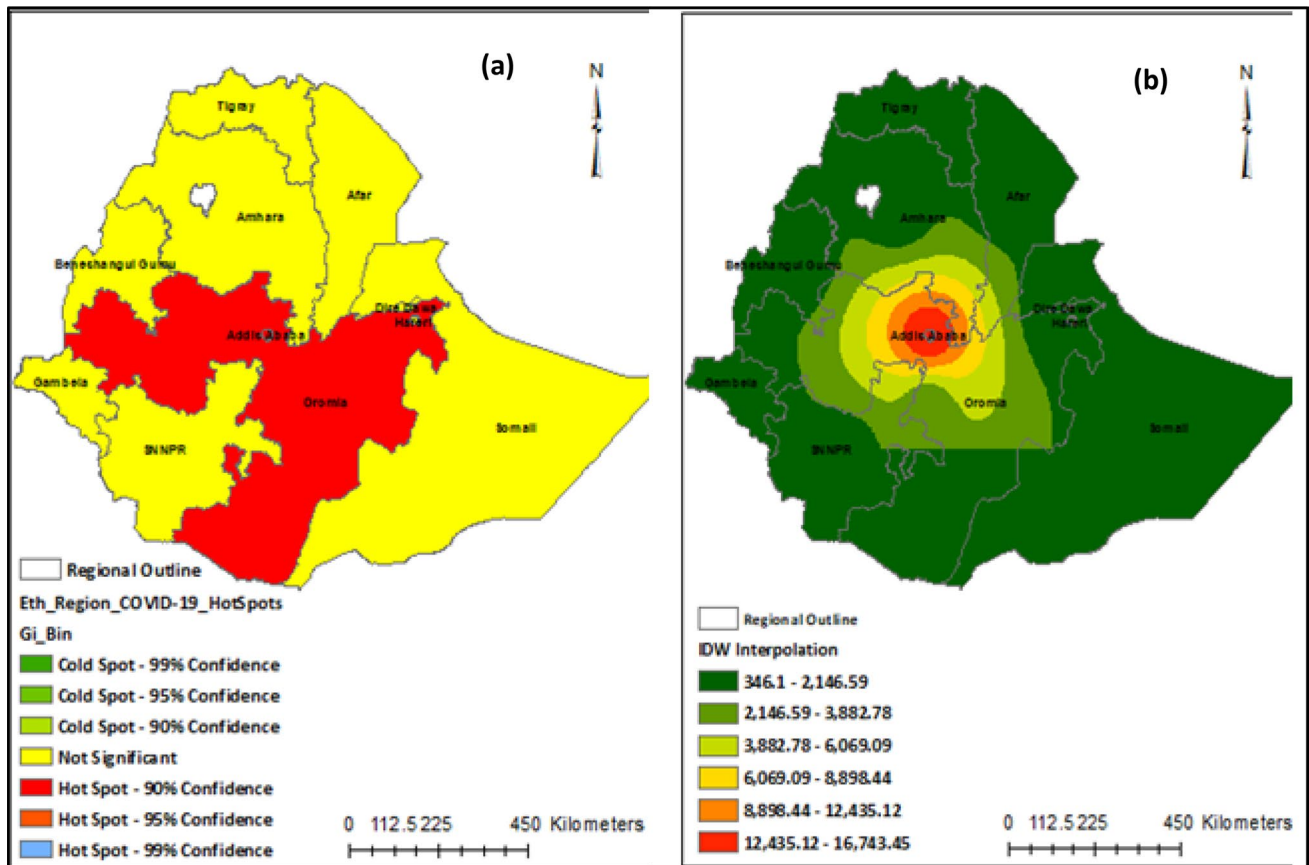 (a)
N
Tigray
Afar
Amhara
Beneshangul Gumu
Dire Dawa
Harari
Addis Ababa
Gambela
Oromia
Somali
SNNPR
Regional Outline
Eth_Region_COVID-19_HotSpots
Gi_Bin
Cold Spot - 99% Confidence
Cold Spot - 95% Confidence
Cold Spot - 90% Confidence
Not Significant
Hot Spot - 90% Confidence
Hot Spot - 95% Confidence
Hot Spot - 99% Confidence
0 112.5 225 450 Kilometers
(b)
N
Tigray
Afar
Amhara
Beneshangul Gumu
Dire Dawa
Harari
Addis Ababa
Gambela
Oromia
Somali
SNNPR
Regional Outline
IDW Interpolation
346.1 - 2,146.59
2,146.59 - 3,882.78
3,882.78 - 6,069.09
6,069.09 - 8,898.44
8,898.44 - 12,435.12
12,435.12 - 16,743.45
0 112.5 225 450 Kilometers